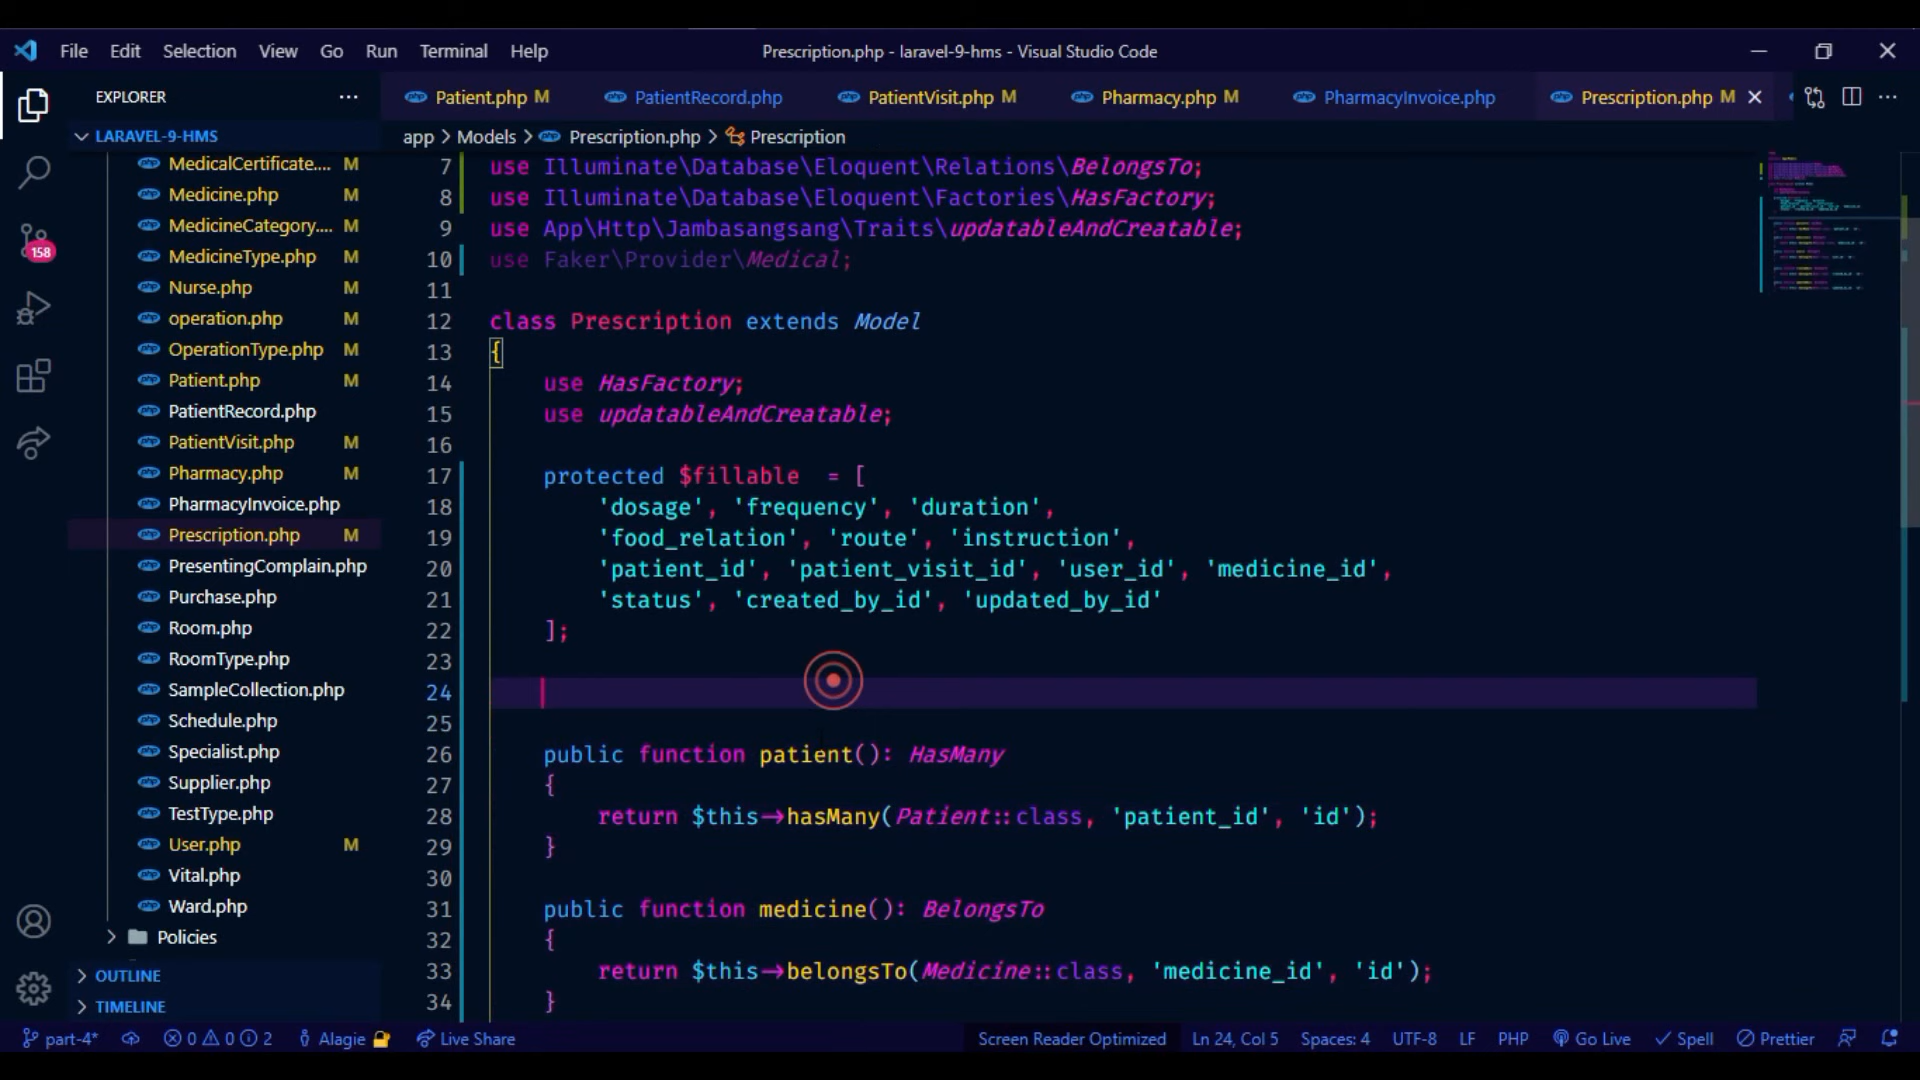 File Edit Selection View Go Run Terminal Help
Prescription.php - laravel-9-hms - Visual Studio Code
EXPLORER
Patient.php M
PatientRecord.php
PatientVisit.php M
Pharmacy.php M
PharmacyInvoice.php
Prescription.php M
LARAVEL-9-HMS
app > Models > Prescription.php > Prescription
158
MedicalCertificate.... M
Medicine.php M
MedicineCategory.... M
MedicineType.php M
Nurse.php M
operation.php M
OperationType.php M
Patient.php M
PatientRecord.php
PatientVisit.php M
Pharmacy.php M
PharmacyInvoice.php
Prescription.php M
PresentingComplain.php
Purchase.php
Room.php
RoomType.php
SampleCollection.php
Schedule.php
Specialist.php
Supplier.php
TestType.php
User.php M
Vital.php
Ward.php
Policies
OUTLINE
TIMELINE
7 use Illuminate\Database\Eloquent\Relations\BelongsTo;
8 use Illuminate\Database\Eloquent\Factories\HasFactory;
9 use App\Http\Jambasangsang\Traits\updatableAndCreatable;
10 use Faker\Provider\Medical;
11
12 class Prescription extends Model
13 {
14 use HasFactory;
15 use updatableAndCreatable;
16
17 protected $fillable = [
18 'dosage', 'frequency', 'duration',
19 'food_relation', 'route', 'instruction',
20 'patient_id', 'patient_visit_id', 'user_id', 'medicine_id',
21 'status', 'created_by_id', 'updated_by_id'
22 ];
23
24
25
26 public function patient(): HasMany
27 {
28 return $this->hasMany(Patient::class, 'patient_id', 'id');
29 }
30
31 public function medicine(): BelongsTo
32 {
33 return $this->belongsTo(Medicine::class, 'medicine_id', 'id');
34 }
part-4* 0 0 2 Alagie Live Share Screen Reader Optimized Ln 24, Col 5 Spaces: 4 UTF-8 LF PHP Go Live Spell Prettier